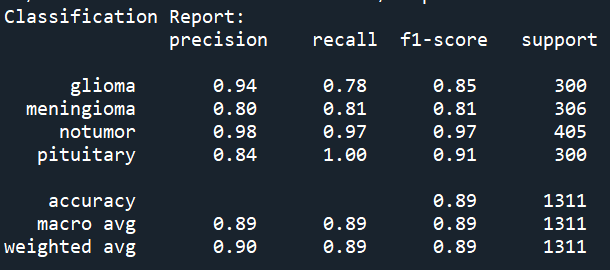 Classification Report:
precision recall f1-score support
glioma 0.94 0.78 0.85 300
meningioma 0.80 0.81 0.81 306
notumor 0.98 0.97 0.97 405
pituitary 0.84 1.00 0.91 300
accuracy 0.89 1311
macro avg 0.89 0.89 0.89 1311
weighted avg 0.90 0.89 0.89 1311